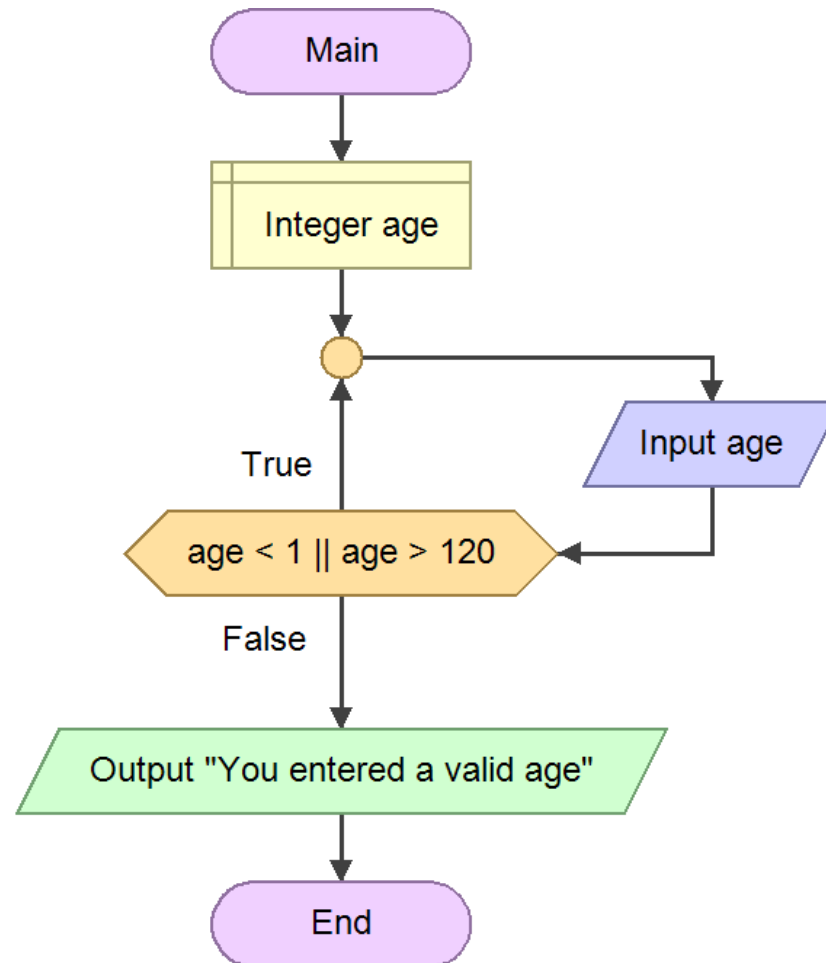 Main
Integer age
Input age
True
age < 1 || age > 120
False
Output "You entered a valid age"
End